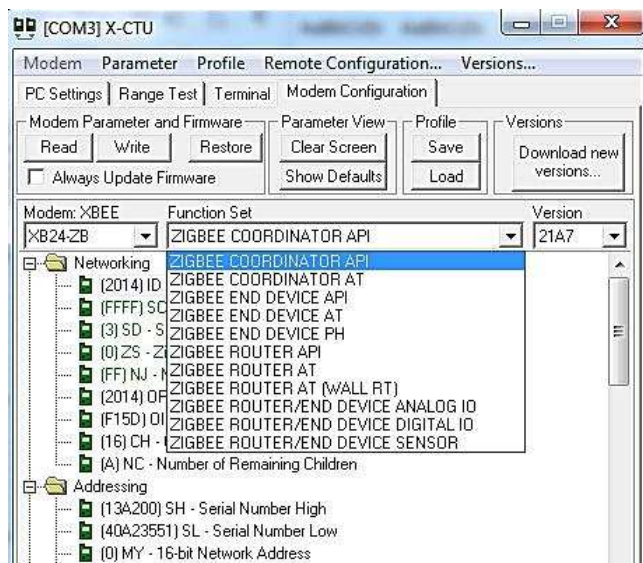 [COM3] X-CTU
Modem Parameter Profile Remote Configuration... Versions...
PC Settings Range Test Terminal Modem Configuration
Modem Parameter and Firmware Parameter View Profile Versions
Read Write Restore Clear Screen Save Download new versions...
Always Update Firmware Show Defaults Load
Modem: XBEE Function Set Version
XB24-ZB ZIGBEE COORDINATOR API 21A7
ZIGBEE COORDINATOR API
ZIGBEE COORDINATOR AT
ZIGBEE END DEVICE API
ZIGBEE END DEVICE AT
ZIGBEE END DEVICE PH
ZIGBEE ROUTER API
ZIGBEE ROUTER AT
ZIGBEE ROUTER AT (WALL RT)
ZIGBEE ROUTER/END DEVICE ANALOG IO
ZIGBEE ROUTER/END DEVICE DIGITAL IO
ZIGBEE ROUTER/END DEVICE SENSOR
Networking
(2014) ID
(FFFF) SC
(3) SD - S
(0) ZS - Zi
(FF) NJ - N
(2014) OP
(F15D) OI
(16) CH -
(A) NC - Number of Remaining Children
Addressing
(13A200) SH - Serial Number High
(40A23551) SL - Serial Number Low
(0) MY - 16-bit Network Address